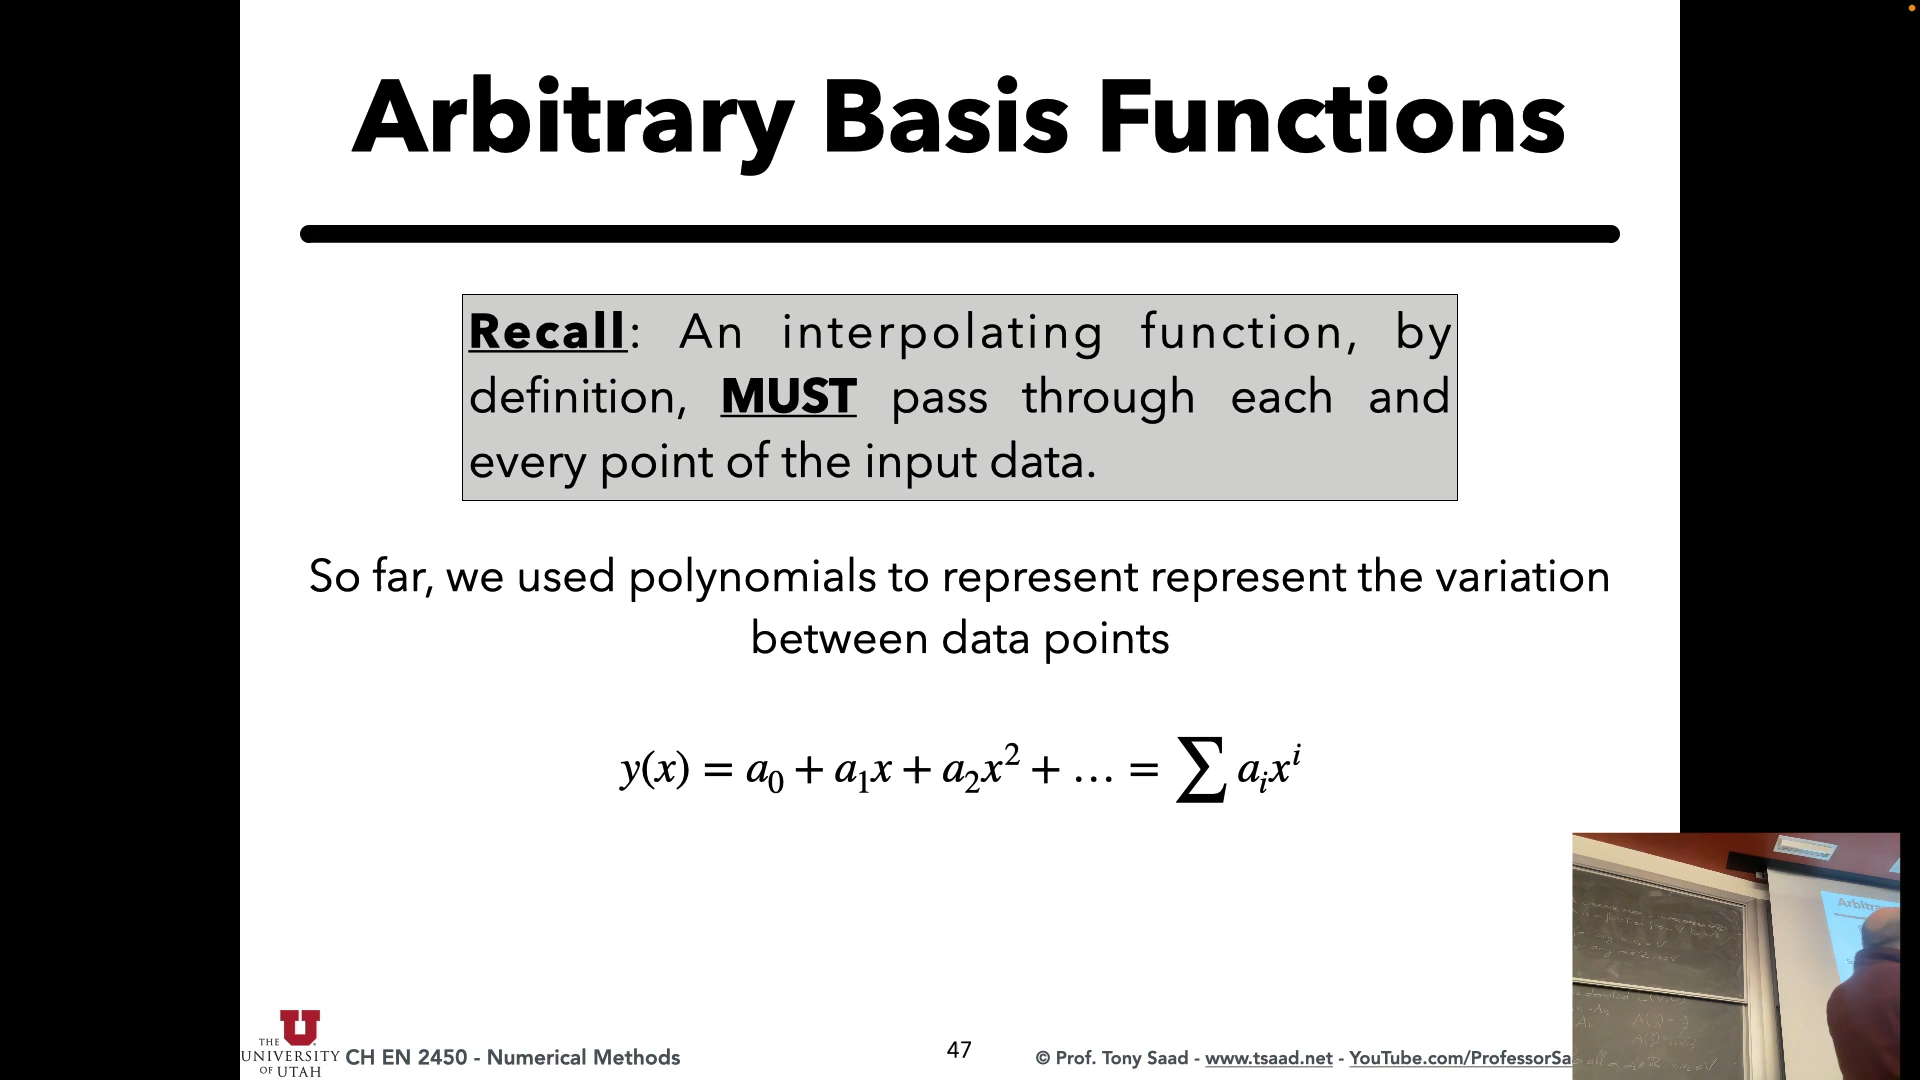 Arbitrary Basis Functions
Recall: An interpolating function, by
definition, MUST pass through each and
every point of the input data.
So far, we used polynomials to represent represent the variation
between data points
y(x) = a₀ + a₁x + a₂x² + … = ∑ aᵢxⁱ
THE
UNIVERSITY
OF UTAH
CH EN 2450 - Numerical Methods
47
© Prof. Tony Saad - www.tsaad.net - YouTube.com/ProfessorSa